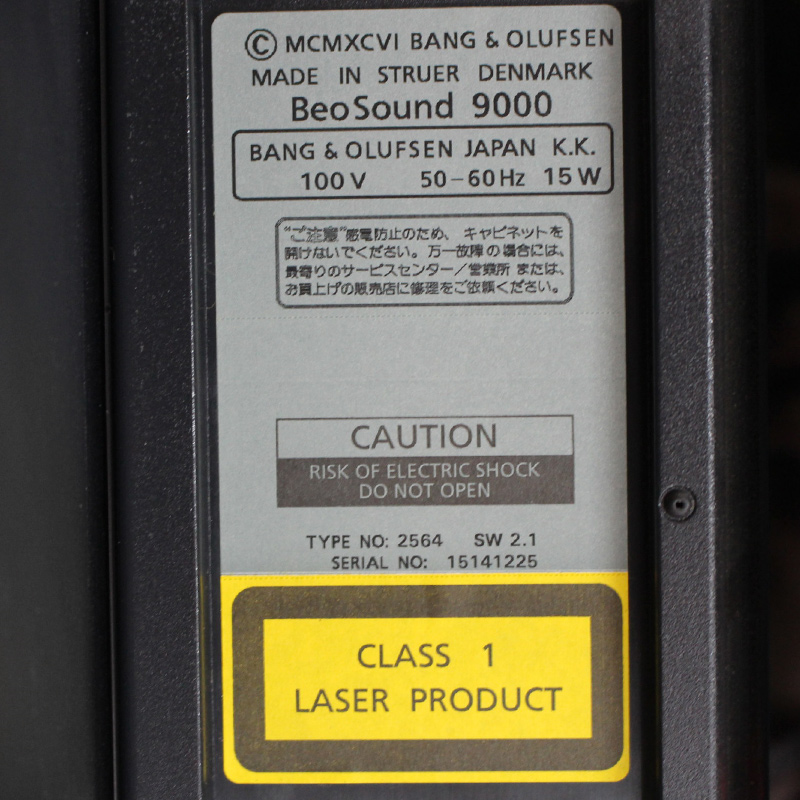 © MCMXCVI BANG & OLUFSEN
MADE IN STRUER DENMARK
BeoSound 9000
BANG & OLUFSEN JAPAN K.K.
100 V 50-60 Hz 15 W
"ご注意"感電防止のため、キャビネットを
開けないでください。万一故障の場合には、
最寄りのサービスセンター／営業所または、
お買上げの販売店に修理をご依頼ください。
CAUTION
RISK OF ELECTRIC SHOCK
DO NOT OPEN
TYPE NO: 2564 SW 2.1
SERIAL NO: 15141225
CLASS 1
LASER PRODUCT